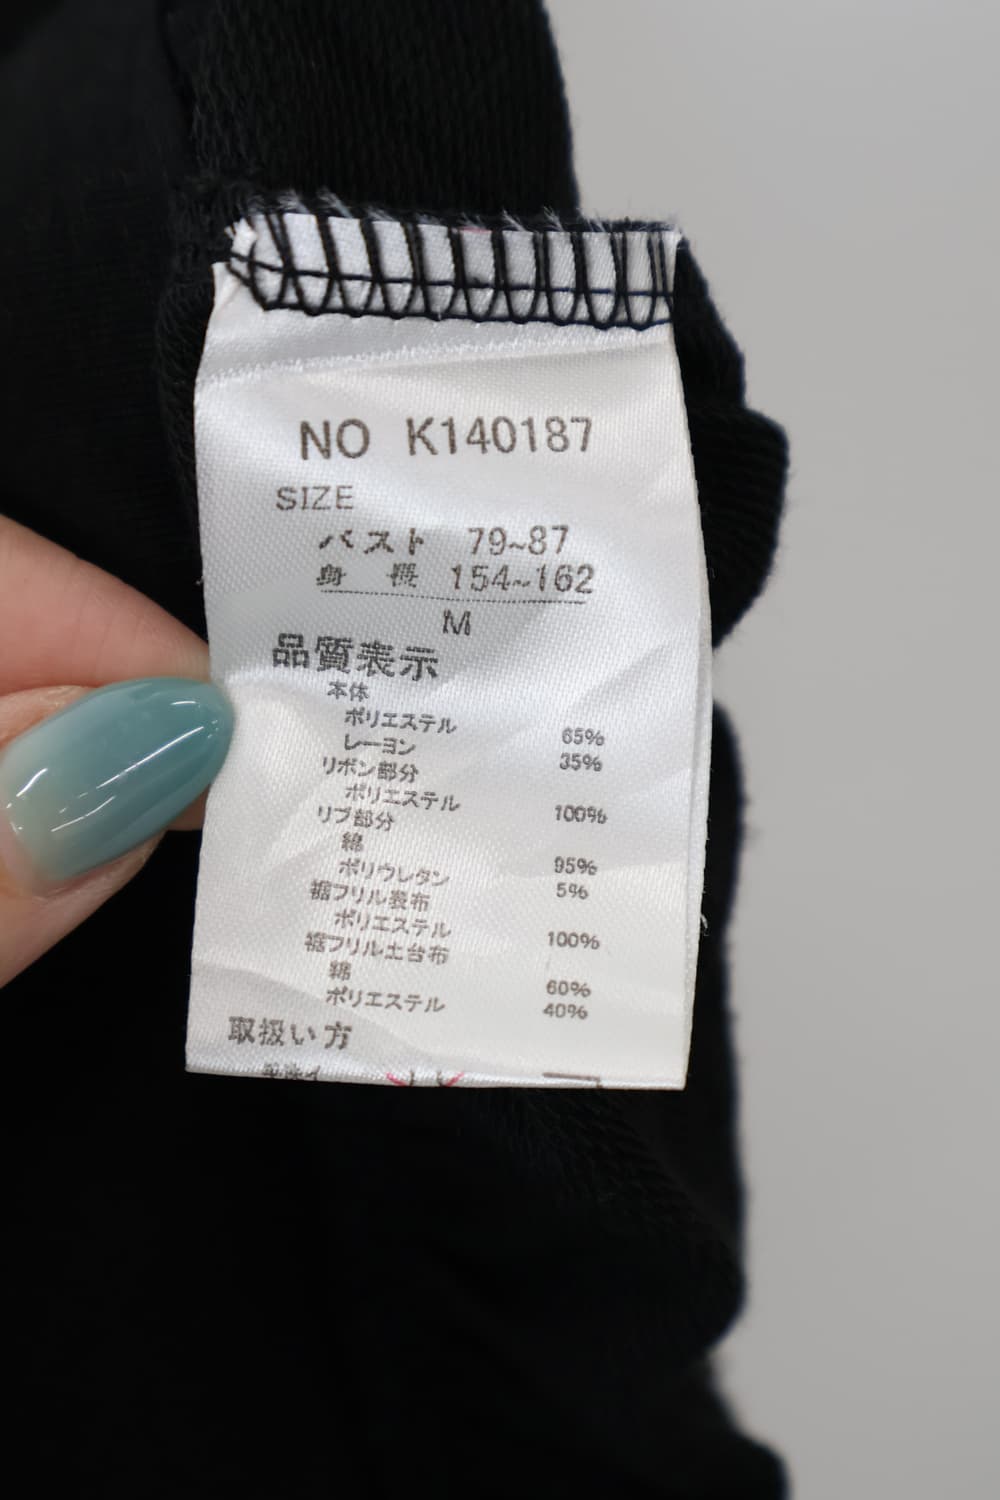 NO K140187
SIZE
バスト 79~87
身 長 154~162
M
品質表示
本体
ポリエステル 65%
レーヨン 35%
リボン部分
ポリエステル 100%
リブ部分
綿 95%
ポリウレタン 5%
裾フリル表布
ポリエステル 100%
裾フリル土台布
綿 60%
ポリエステル 40%
取扱い方